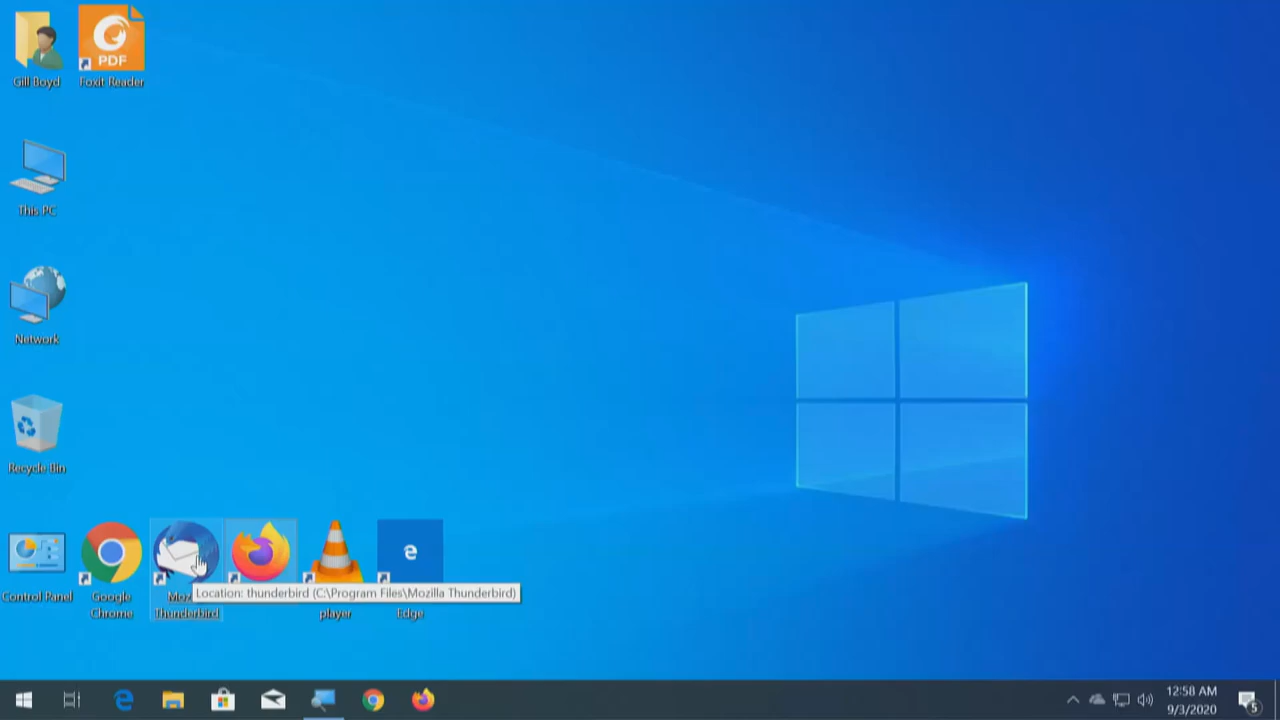 Gill Boyd
PDF
Foxit Reader
This PC
Network
Recycle Bin
Control Panel
Google
Chrome
Thunderbird
Location: thunderbird (C:\Program Files\Mozilla Thunderbird)
player
Edge
12:58 AM
9/3/2020
5